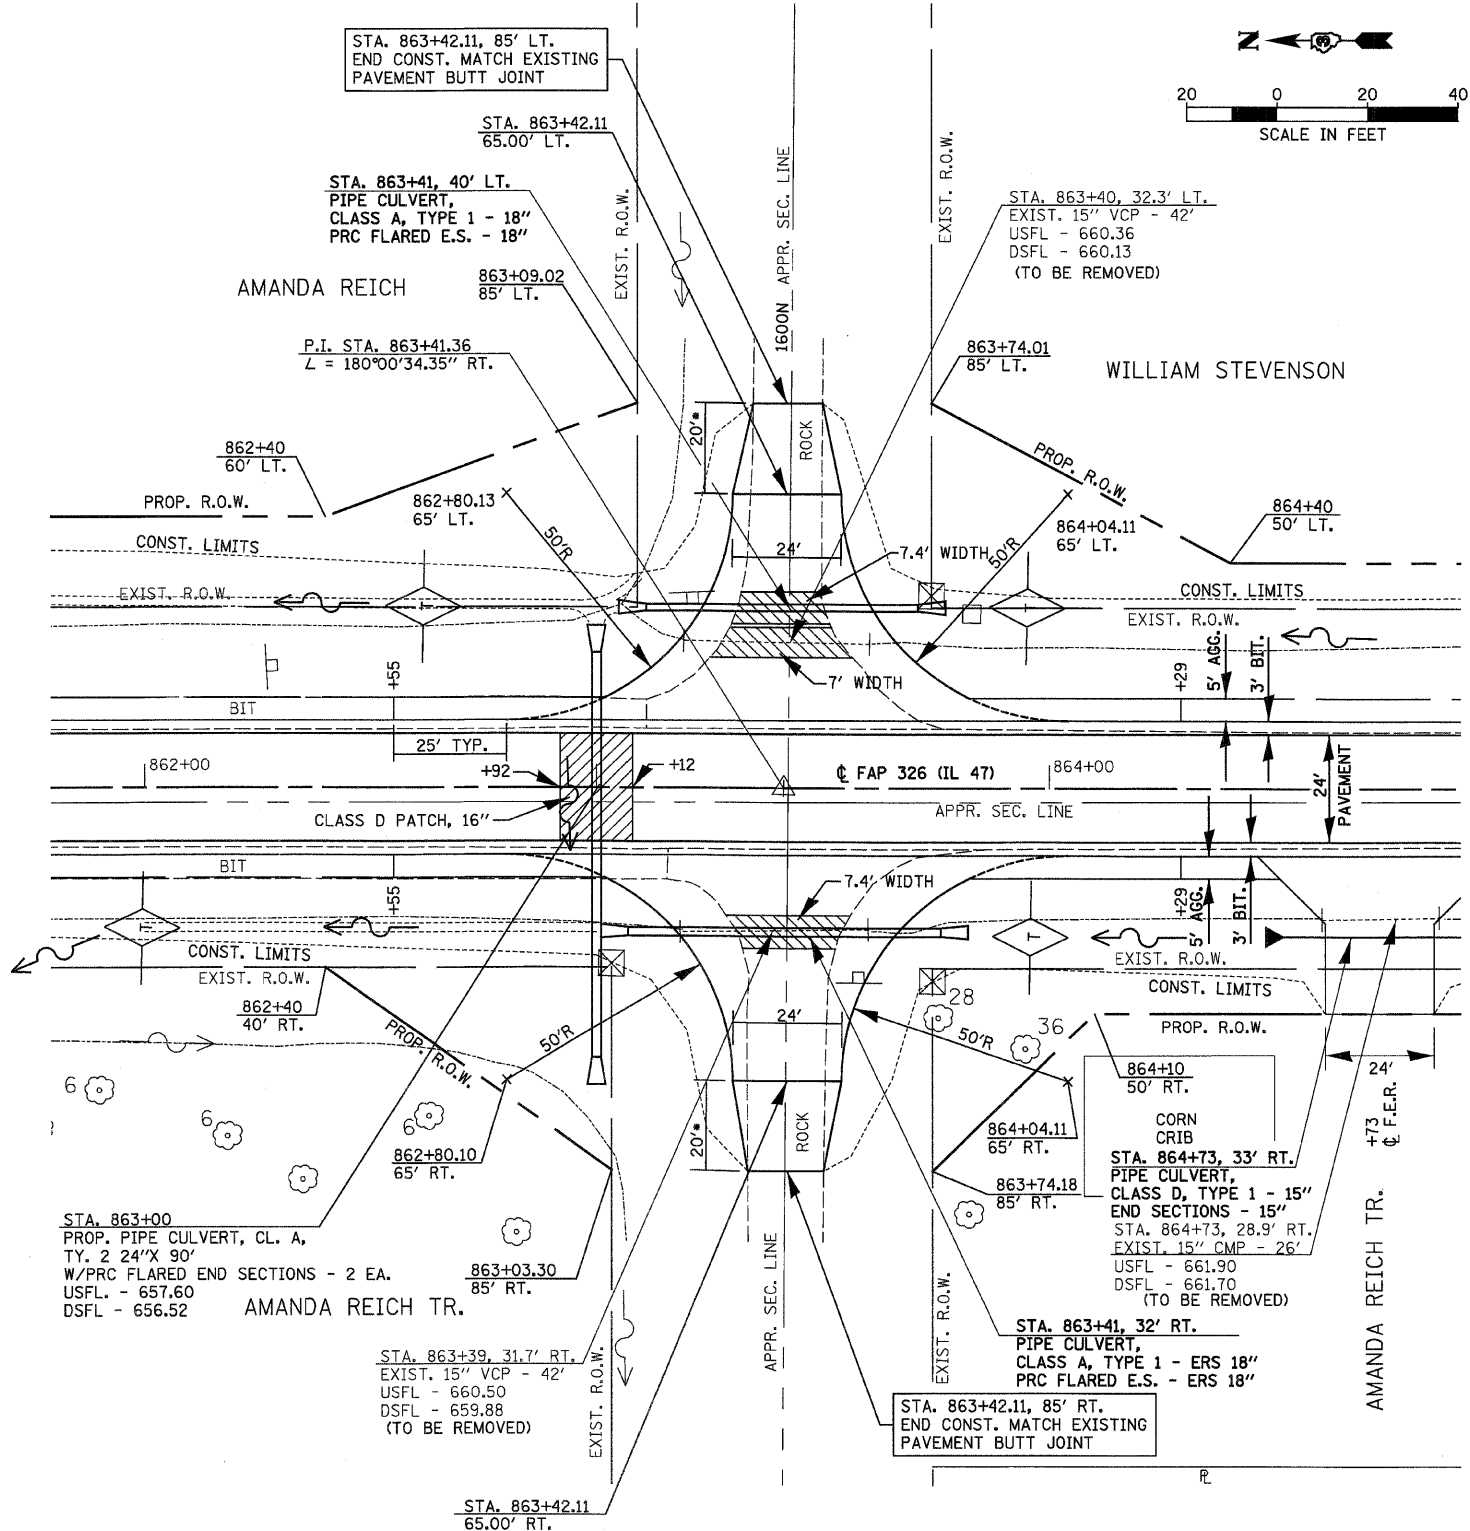 STA. 863+42.11, 85' LT.
END CONST. MATCH EXISTING
PAVEMENT BUTT JOINT
N
20 0 20 40
SCALE IN FEET
STA. 863+42.11
65.00' LT.
STA. 863+41, 40' LT.
PIPE CULVERT,
CLASS A, TYPE 1 - 18"
PRC FLARED E.S. - 18"
EXIST. R.O.W.
1600N APPR. SEC. LINE
EXIST. R.O.W.
STA. 863+40, 32.3' LT.
EXIST. 15" VCP - 42'
USFL - 660.36
DSFL - 660.13
(TO BE REMOVED)
AMANDA REICH
863+09.02
85' LT.
P.I. STA. 863+41.36
∠ = 180°00'34.35" RT.
863+74.01
85' LT.
WILLIAM STEVENSON
20'*
ROCK
862+40
60' LT.
PROP. R.O.W.
862+80.13
65' LT.
PROP. R.O.W.
864+04.11
65' LT.
864+40
50' LT.
CONST. LIMITS
50'R
24'
7.4' WIDTH
50'R
EXIST. R.O.W.
T
T
CONST. LIMITS
EXIST. R.O.W.
+55
7' WIDTH
+29
5' AGG.
3' BIT.
BIT
25' TYP.
862+00
+92
+12
℄ FAP 326 (IL 47)
864+00
24'
PAVEMENT
CLASS D PATCH, 16"
APPR. SEC. LINE
BIT
+55
7.4' WIDTH
+29
5' AGG.
3' BIT.
T
T
CONST. LIMITS
EXIST. R.O.W.
EXIST. R.O.W.
CONST. LIMITS
862+40
40' RT.
PROP. R.O.W.
50'R
24'
28
36
50'R
PROP. R.O.W.
6
6
6
20'*
ROCK
864+10
50' RT.
24'
+73
℄ F.E.R.
862+80.10
65' RT.
864+04.11
65' RT.
CORN
CRIB
STA. 864+73, 33' RT.
PIPE CULVERT,
CLASS D, TYPE 1 - 15"
END SECTIONS - 15"
STA. 864+73, 28.9' RT.
EXIST. 15" CMP - 26'
USFL - 661.90
DSFL - 661.70
(TO BE REMOVED)
863+74.18
85' RT.
AMANDA REICH TR.
STA. 863+00
PROP. PIPE CULVERT, CL. A,
TY. 2 24"X 90'
W/PRC FLARED END SECTIONS - 2 EA.
USFL. - 657.60
DSFL - 656.52
863+03.30
85' RT.
AMANDA REICH TR.
APPR. SEC. LINE
EXIST. R.O.W.
EXIST. R.O.W.
STA. 863+39, 31.7' RT.
EXIST. 15" VCP - 42'
USFL - 660.50
DSFL - 659.88
(TO BE REMOVED)
STA. 863+41, 32' RT.
PIPE CULVERT,
CLASS A, TYPE 1 - ERS 18"
PRC FLARED E.S. - ERS 18"
STA. 863+42.11, 85' RT.
END CONST. MATCH EXISTING
PAVEMENT BUTT JOINT
℄
STA. 863+42.11
65.00' RT.